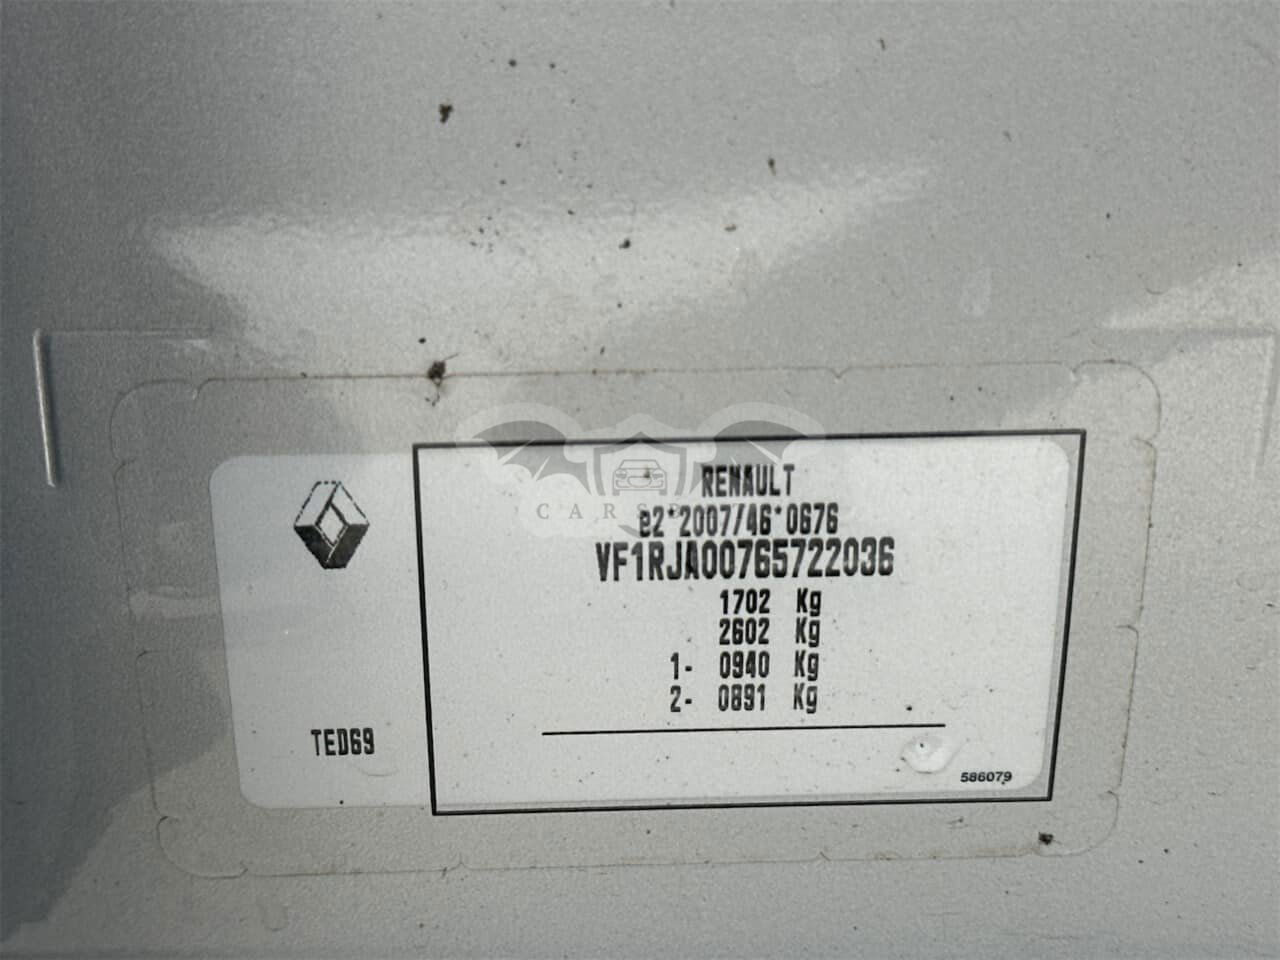 RENAULT
e2*2007/46*0676
VF1RJA00765722036
1702 Kg
2602 Kg
1- 0940 Kg
2- 0891 Kg
TED69
586079